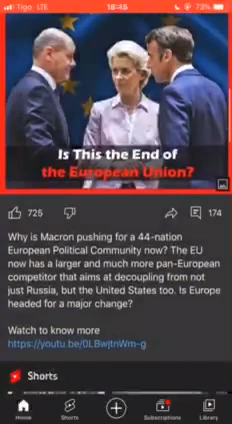 Tigo LTE
18:45
73%
Is This the End of
the European Union?
725
174
Why is Macron pushing for a 44-nation
European Political Community now? The EU
now has a larger and much more pan-European
competitor that aims at decoupling from not
just Russia, but the United States too. Is Europe
headed for a major change?
Watch to know more
https://youtu.be/0LBwjtnWm-g
Shorts
Home
Shorts
Subscriptions
Library